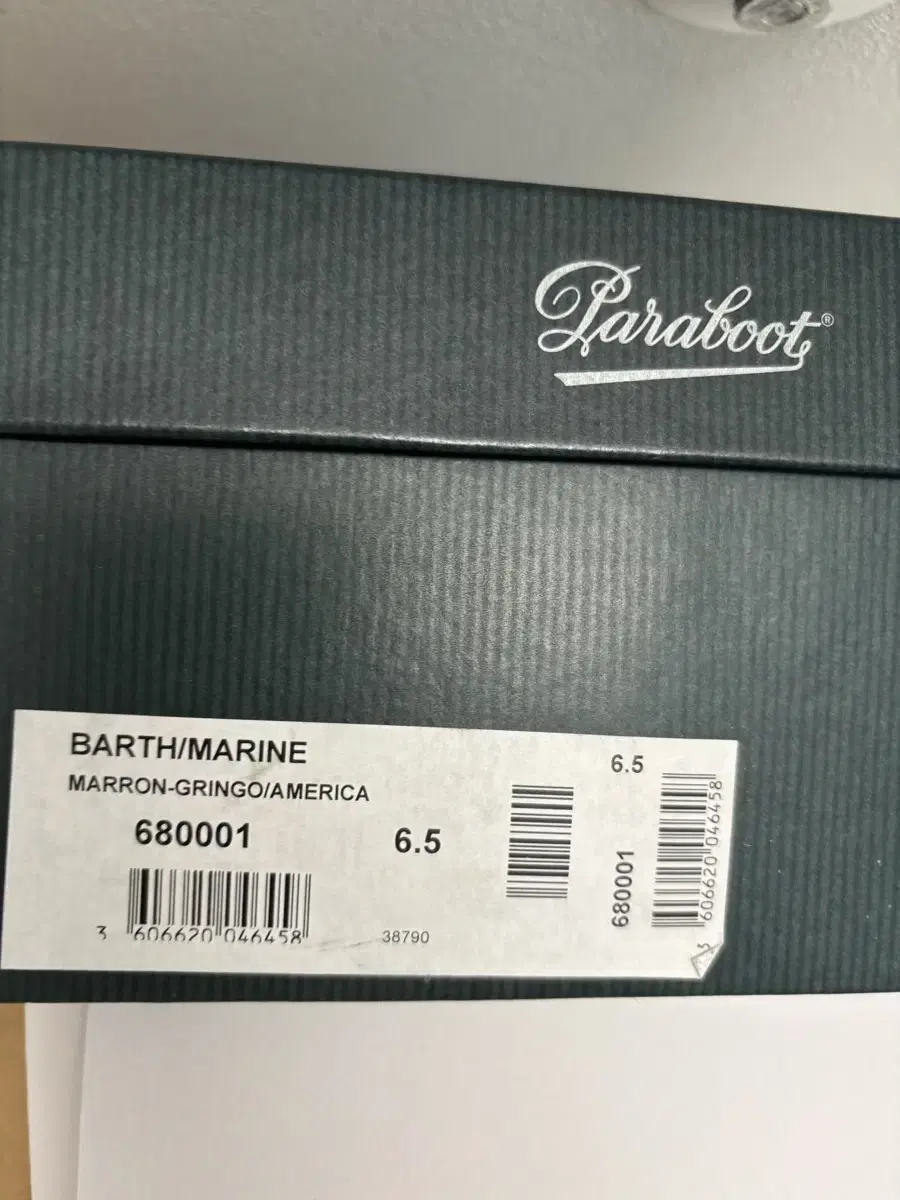 Paraboot®
BARTH/MARINE
MARRON-GRINGO/AMERICA
680001
6.5
3 606620 046458
38790
6.5
680001
3 606620 046458